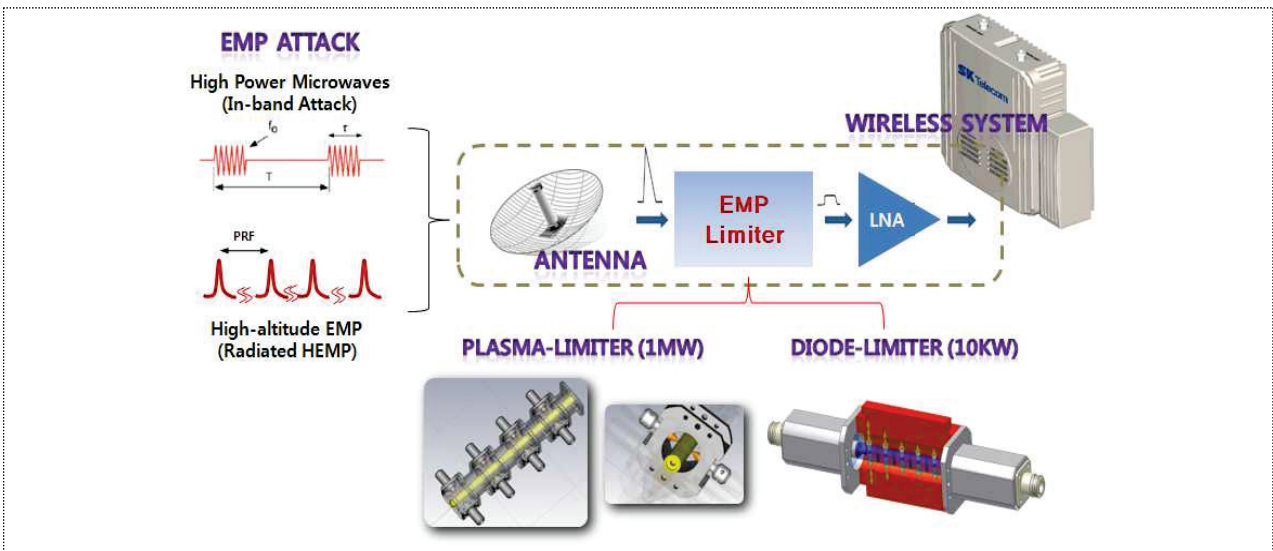 EMP ATTACK
High Power Microwaves
(In-band Attack)
f₀
τ
T
PRF
High-altitude EMP
(Radiated HEMP)
SK Telecom
WIRELESS SYSTEM
EMP
Limiter
LNA
ANTENNA
PLASMA-LIMITER (1MW)
DIODE-LIMITER (10KW)